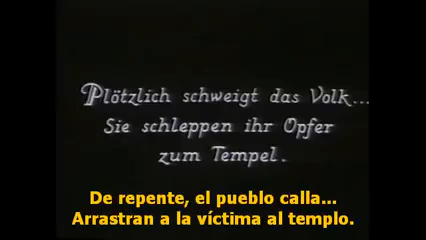 Plötzlich schweigt das Volk...
Sie schleppen ihr Opfer
zum Tempel.
De repente, el pueblo calla...
Arrastran a la víctima al templo.